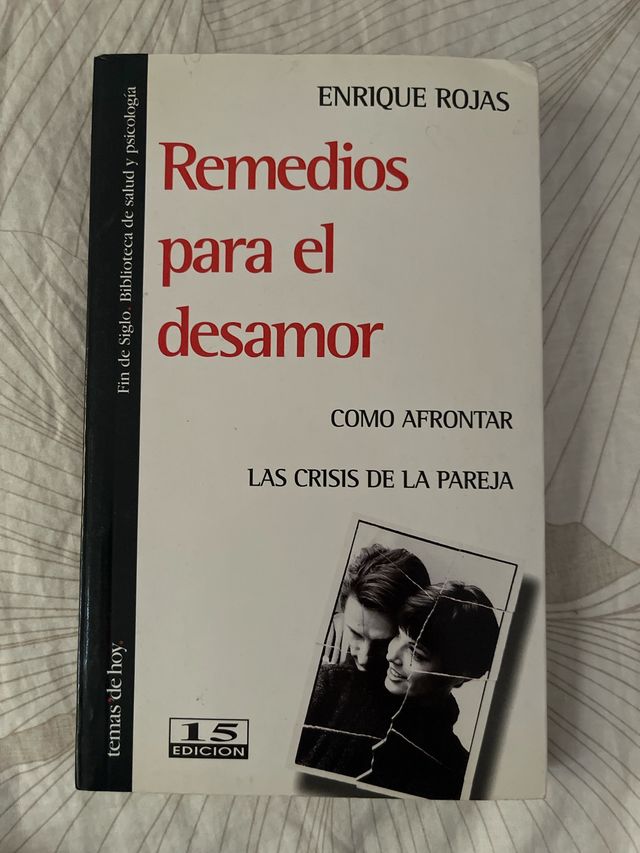 ENRIQUE ROJAS
Remedios
para el
desamor
COMO AFRONTAR
LAS CRISIS DE LA PAREJA
15
EDICION
Fin de Siglo. Biblioteca de salud y psicología
temas'de hoy.